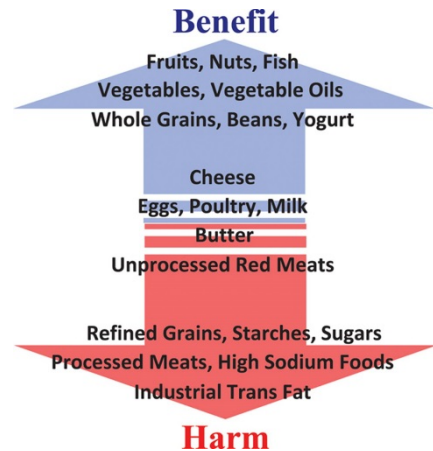 Benefit
Fruits, Nuts, Fish
Vegetables, Vegetable Oils
Whole Grains, Beans, Yogurt
Cheese
Eggs, Poultry, Milk
Butter
Unprocessed Red Meats
Refined Grains, Starches, Sugars
Processed Meats, High Sodium Foods
Industrial Trans Fat
Harm